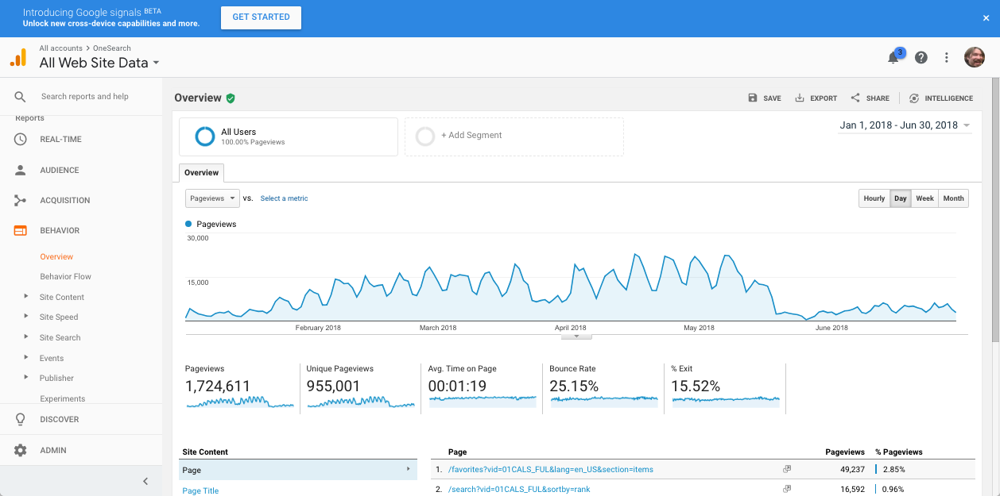 Introducing Google signals BETA
Unlock new cross-device capabilities and more.
GET STARTED
All accounts > OneSearch
All Web Site Data
3
Search reports and help
Reports
REAL-TIME
AUDIENCE
ACQUISITION
BEHAVIOR
Overview
Behavior Flow
Site Content
Site Speed
Site Search
Events
Publisher
Experiments
DISCOVER
ADMIN
Overview
SAVE
EXPORT
SHARE
INTELLIGENCE
All Users
100.00% Pageviews
+ Add Segment
Jan 1, 2018 - Jun 30, 2018
Overview
Pageviews
vs.
Select a metric
Hourly
Day
Week
Month
Pageviews
30,000
15,000
February 2018
March 2018
April 2018
May 2018
June 2018
Pageviews
1,724,611
Unique Pageviews
955,001
Avg. Time on Page
00:01:19
Bounce Rate
25.15%
% Exit
15.52%
Site Content
Page
Page Title
Page Pageviews % Pageviews
1. /favorites?vid=01CALS_FUL&lang=en_US&section=items 49,237 2.85%
2. /search?vid=01CALS_FUL&sortby=rank 16,592 0.96%